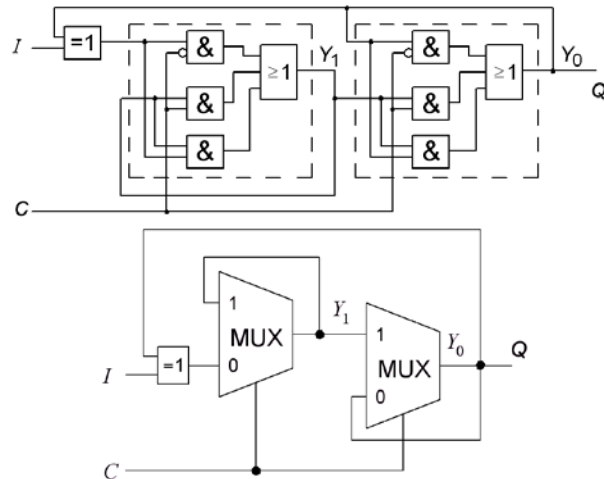 I =1 & ≥1 Y₁ & ≥1 Y₀
Q
& &
& &
C
1 Y₁ 1 Y₀ Q
MUX MUX
I =1 0 0
C